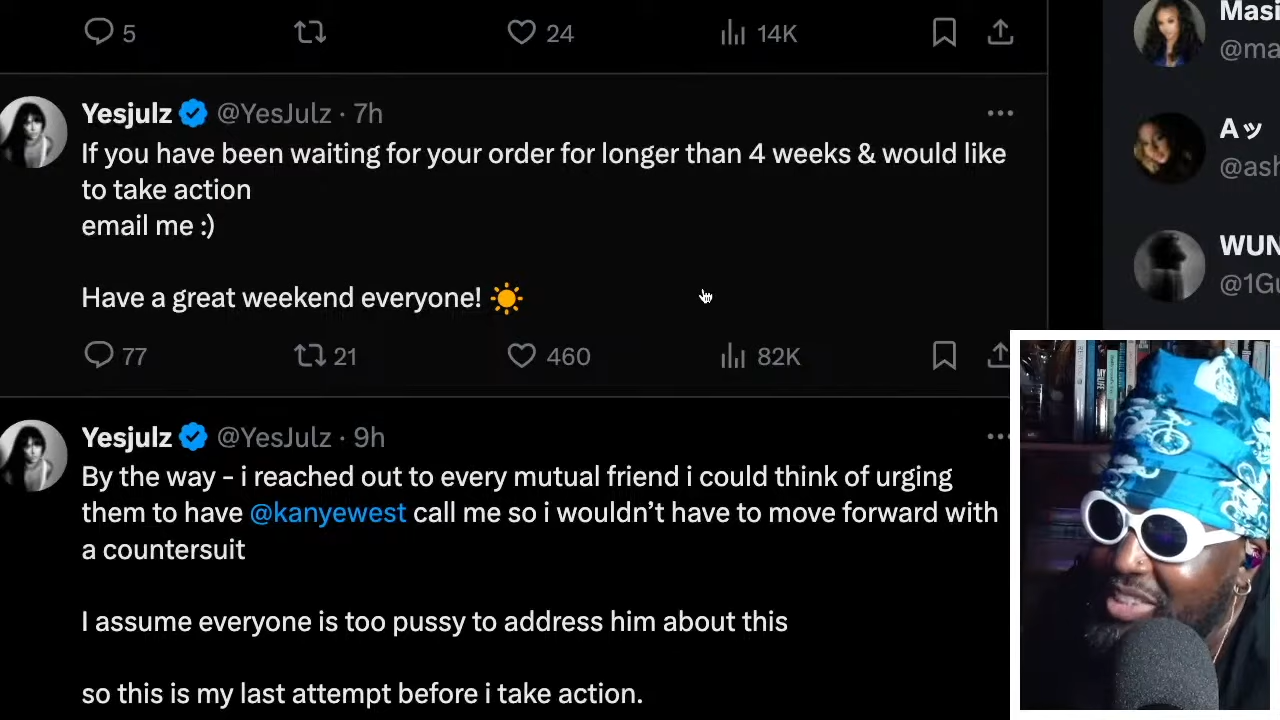 5 24 14K
Masi
@ma
Yesjulz @YesJulz · 7h
If you have been waiting for your order for longer than 4 weeks & would like
to take action
email me :)
Have a great weekend everyone!
77 21 460 82K
Aッ
@ash
WUN
@1Gu
Yesjulz @YesJulz · 9h
By the way - i reached out to every mutual friend i could think of urging
them to have @kanyewest call me so i wouldn’t have to move forward with
a countersuit
I assume everyone is too pussy to address him about this
so this is my last attempt before i take action.